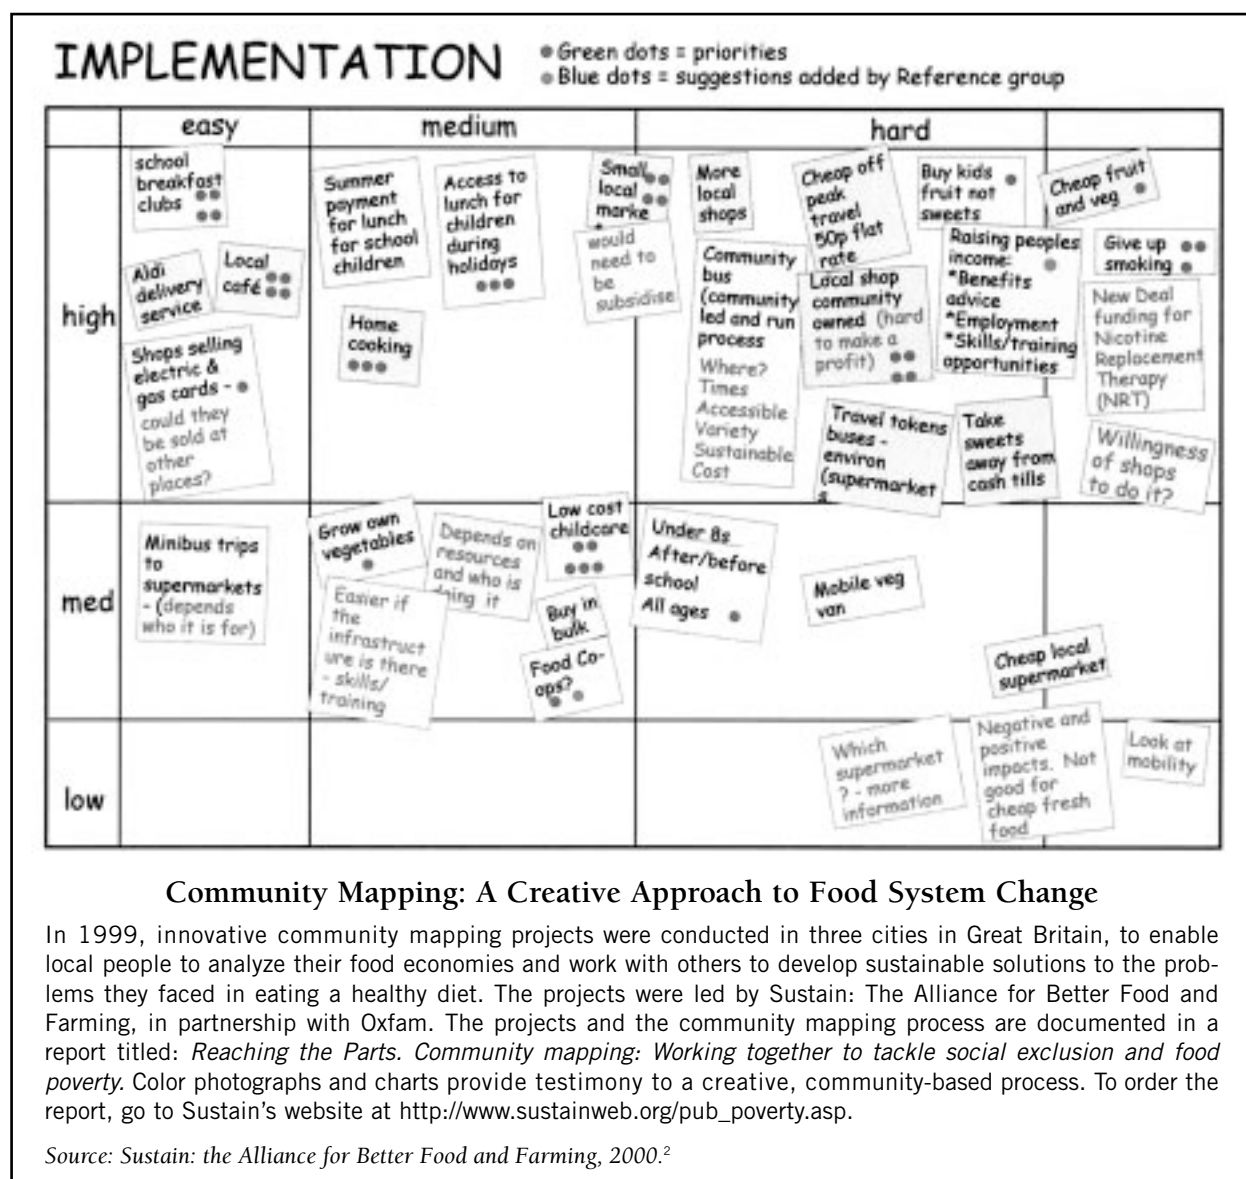 IMPLEMENTATION
Green dots = priorities
Blue dots = suggestions added by Reference group
easy
medium
hard
high
school
breakfast
clubs
Aldi
delivery
service
Local
café
Shops selling
electric &
gas cards -
could they
be sold at
other
places?
Summer
payment
for lunch
for school
children
Access to
lunch for
children
during
holidays
Home
cooking
Small
local
marke
would
need to
be
subsidise
More
local
shops
Community
bus
(community
led and run
process
Where?
Times
Accessible
Variety
Sustainable
Cost
Cheap off
peak
travel
50p flat
rate
Local shop
community
owned (hard
to make a
profit)
Travel tokens
buses -
environ
(supermarket
s
Buy kids
fruit not
sweets
Raising peoples
income:
*Benefits
advice
*Employment
*Skills/training
opportunities
Take
sweets
away from
cash tills
Cheap fruit
and veg
Give up
smoking
New Deal
funding for
Nicotine
Replacement
Therapy
(NRT)
Willingness
of shops
to do it?
med
Minibus trips
to
supermarkets
- (depends
who it is for)
Grow own
vegetables
Easier if
the
infrastruct
ure is there
- skills/
training
Depends on
resources
and who is
doing it
Low cost
childcare
Buy in
bulk
Food Co-
ops?
Under 8s
After/before
school
All ages
Mobile veg
van
Cheap local
supermarket
low
Which
supermarket
? - more
information
Negative and
positive
impacts. Not
good for
cheap fresh
food
Look at
mobility
Community Mapping: A Creative Approach to Food System Change
In 1999, innovative community mapping projects were conducted in three cities in Great Britain, to enable
local people to analyze their food economies and work with others to develop sustainable solutions to the prob-
lems they faced in eating a healthy diet. The projects were led by Sustain: The Alliance for Better Food and
Farming, in partnership with Oxfam. The projects and the community mapping process are documented in a
report titled: Reaching the Parts. Community mapping: Working together to tackle social exclusion and food
poverty. Color photographs and charts provide testimony to a creative, community-based process. To order the
report, go to Sustain's website at http://www.sustainweb.org/pub_poverty.asp.
Source: Sustain: the Alliance for Better Food and Farming, 2000.2